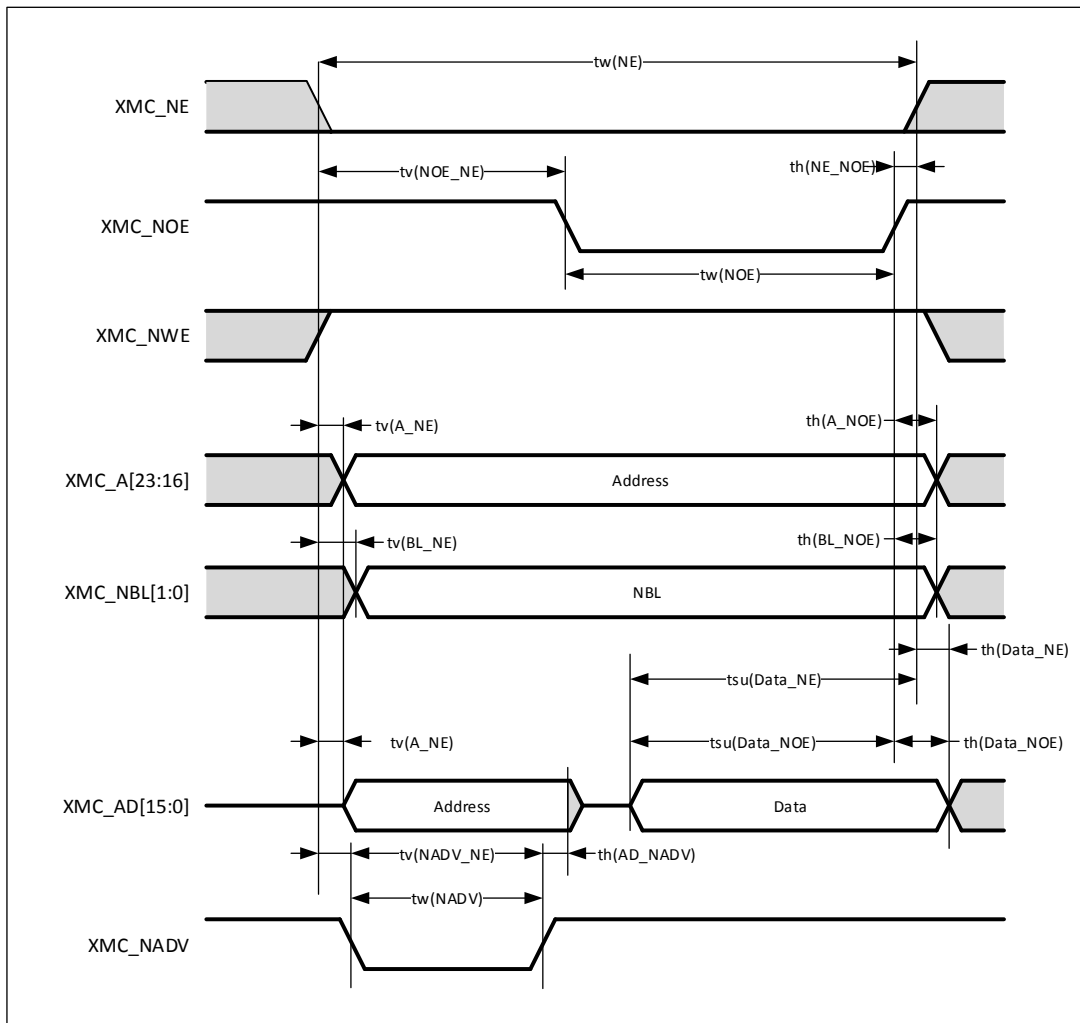 tw(NE)
XMC_NE
tv(NOE_NE)
th(NE_NOE)
XMC_NOE
tw(NOE)
XMC_NWE
tv(A_NE)
th(A_NOE)
XMC_A[23:16]
Address
tv(BL_NE)
th(BL_NOE)
XMC_NBL[1:0]
NBL
th(Data_NE)
tsu(Data_NE)
tv(A_NE)
tsu(Data_NOE)
th(Data_NOE)
XMC_AD[15:0]
Address
Data
tv(NADV_NE)
th(AD_NADV)
tw(NADV)
XMC_NADV